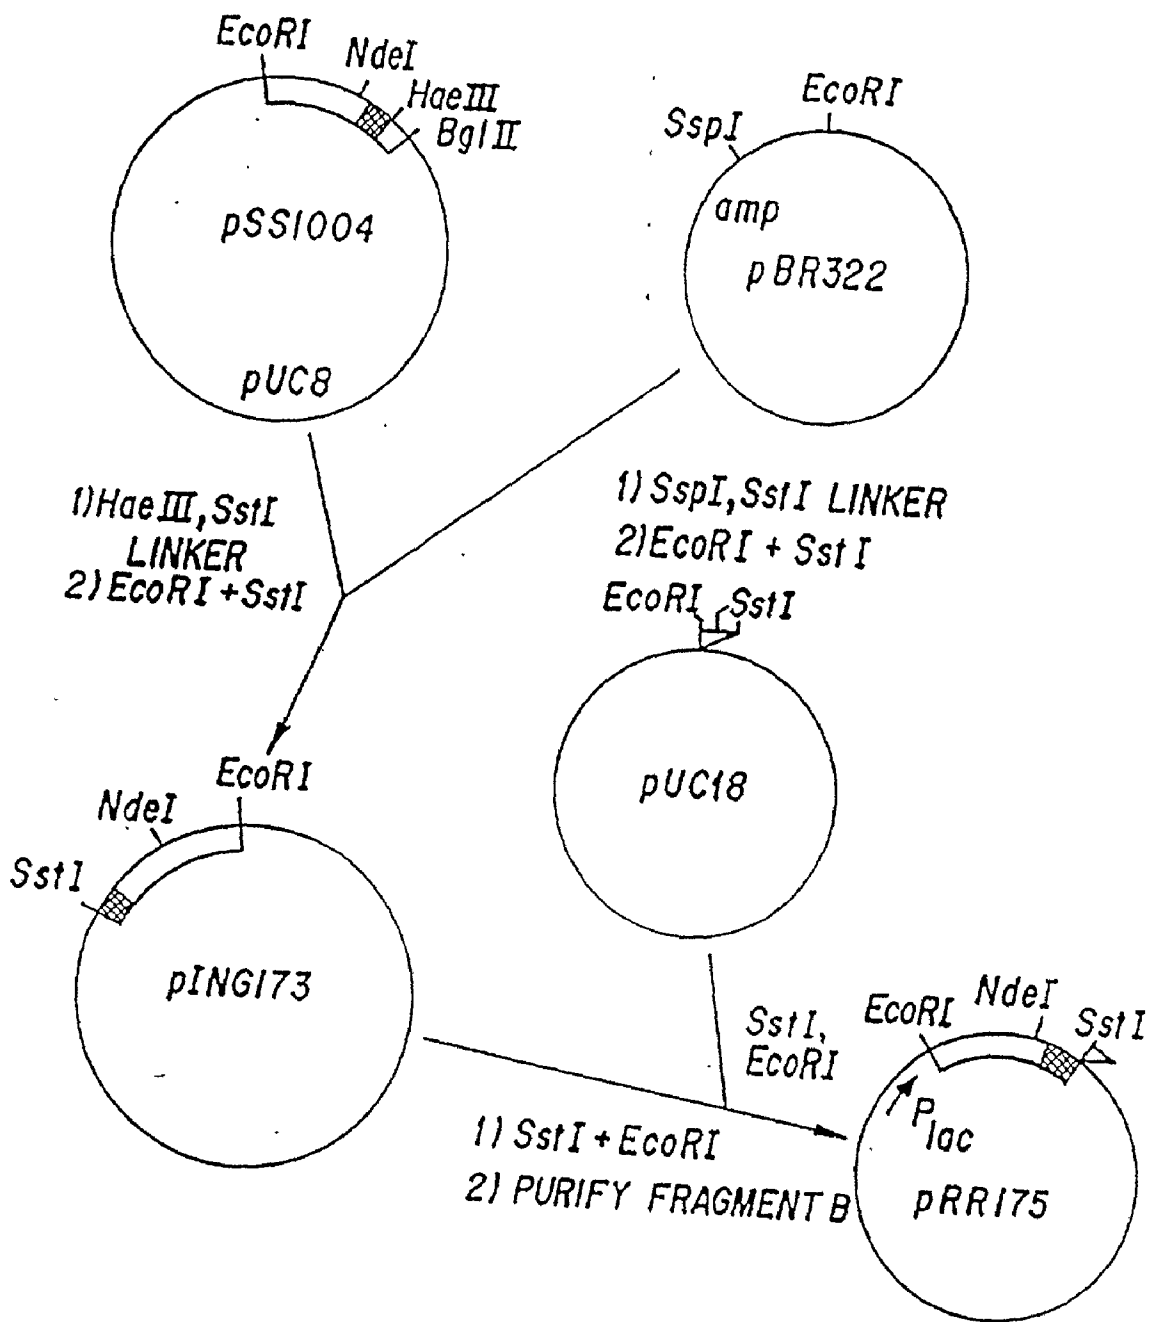 EcoRI
NdeI
HaeIII
BglII
pSS1004
pUC8
EcoRI
SspI
amp
pBR322
1)HaeIII,SstI
LINKER
2)EcoRI+SstI
1) SspI,SstI LINKER
2)EcoRI + SstI
EcoRI
SstI
pUC18
EcoRI
NdeI
SstI
pING173
SstI,
EcoRI
1) SstI + EcoRI
2) PURIFY FRAGMENT B
EcoRI
NdeI
SstI
Plac
pRR175